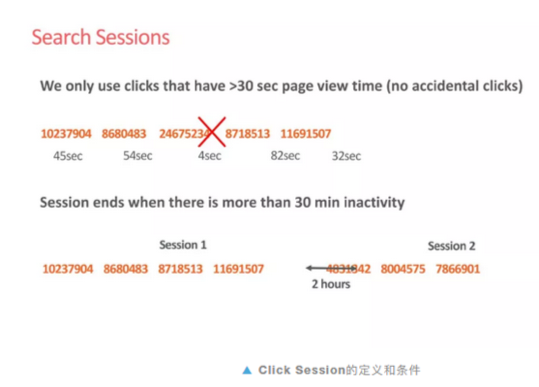 Search Sessions
We only use clicks that have >30 sec page view time (no accidental clicks)
10237904 8680483 24675234 8718513 11691507
45sec 54sec 4sec 82sec 32sec
Session ends when there is more than 30 min inactivity
Session 1 Session 2
10237904 8680483 8718513 11691507 4831842 8004575 7866901
2 hours
▲ Click Session的定义和条件